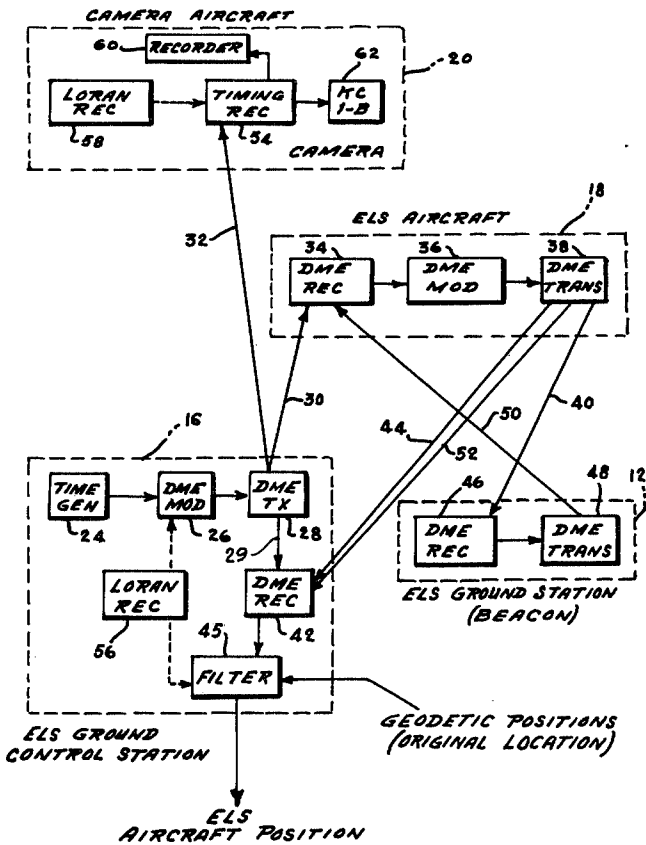 CAMERA AIRCRAFT
60
RECORDER
62
20
LORAN
REC
58
TIMING
REC
54
KC
1-B
CAMERA
32
ELS AIRCRAFT
18
34
DME
REC
36
DME
MOD
38
DME
TRANS
30
44
52
50
40
16
TIME
GEN
24
DME
MOD
26
DME
TX
28
29
LORAN
REC
56
DME
REC
42
45
FILTER
46
DME
REC
48
DME
TRANS
12
ELS GROUND STATION
(BEACON)
GEODETIC POSITIONS
(ORIGINAL LOCATION)
ELS GROUND
CONTROL STATION
ELS
AIRCRAFT POSITION